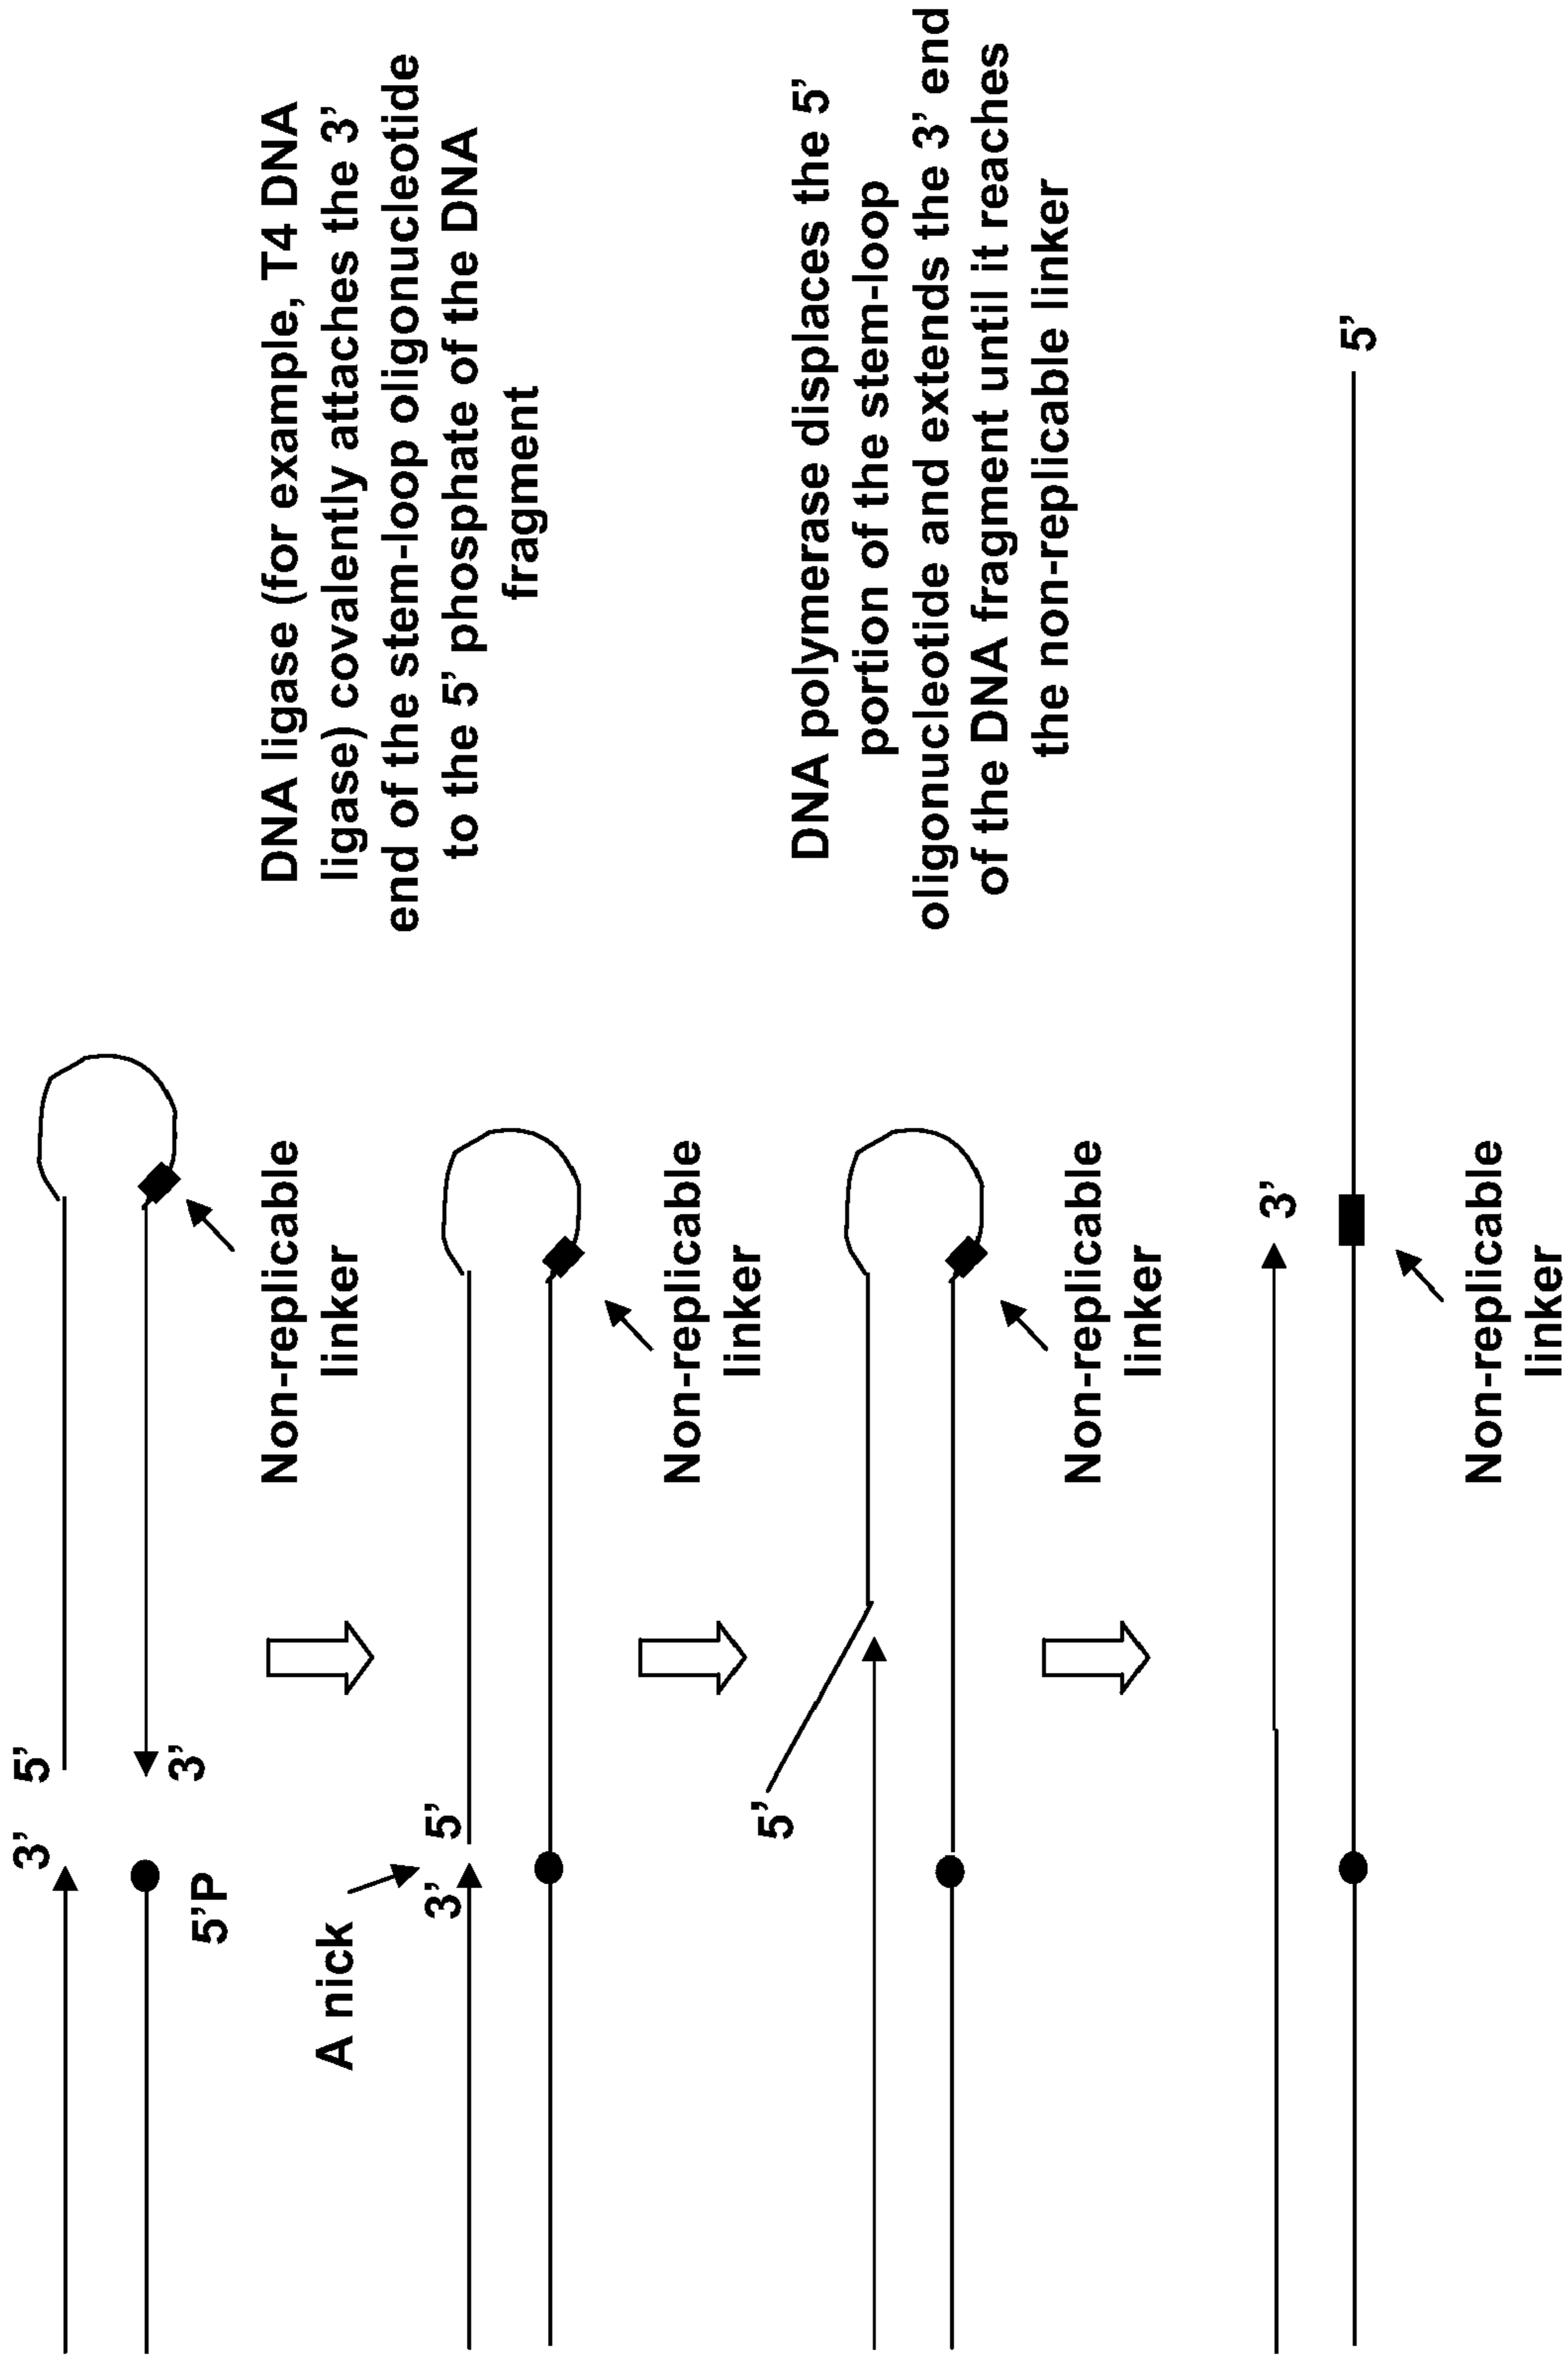 3’ 5’
5’P
3’
Non-replicable
linker
DNA ligase (for example, T4 DNA
ligase) covalently attaches the 3’
end of the stem-loop oligonucleotide
to the 5’ phosphate of the DNA
fragment
A nick
3’ 5’
Non-replicable
linker
DNA polymerase displaces the 5’
portion of the stem-loop
oligonucleotide and extends the 3’ end
of the DNA fragment until it reaches
the non-replicable linker
5’
Non-replicable
linker
3’
5’
Non-replicable
linker